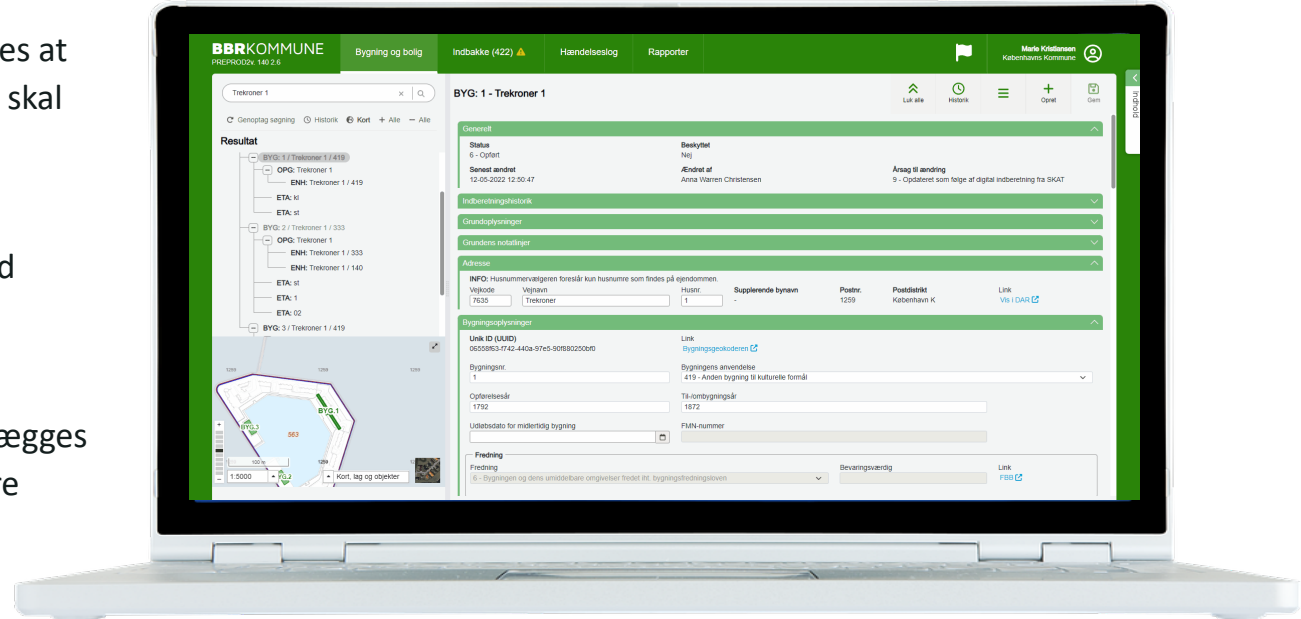 es at
skal
d
ægges
re
BBRKOMMUNE
PREPROD2v. 140 2.6
Bygning og bolig
Indbakke (422)
Hændelseslog
Rapporter
Marie Kristiansen
Københavns Kommune
Trekroner 1
Genoptag søgning Historik Kort + Alle − Alle
Resultat
BYG: 1 / Trekroner 1 / 419
OPG: Trekroner 1
ENH: Trekroner 1 / 419
ETA: kl
ETA: st
BYG: 2 / Trekroner 1 / 333
OPG: Trekroner 1
ENH: Trekroner 1 / 333
ENH: Trekroner 1 / 140
ETA: st
ETA: 1
ETA: 02
BYG: 3 / Trekroner 1 / 419
1259 1259 1259
BYG.1
BYG.3
563
100 m
1259
1:5000
Kort, lag og objekter
BYG: 1 - Trekroner 1
Luk alle
Historik
Opret
Gem
Indhold
Generelt
Status Beskyttet
6 - Opført Nej
Senest ændret Ændret af Årsag til ændring
12-05-2022 12:50:47 Anna Warren Christensen 9 - Opdateret som følge af digital indberetning fra SKAT
Indberetningshistorik
Grundoplysninger
Grundens notatlinjer
Adresse
INFO: Husnummervælgeren foreslår kun husnumre som findes på ejendommen.
Vejkode Vejnavn Husnr. Supplerende bynavn Postnr. Postdistrikt Link
7635 Trekroner 1 - 1259 København K Vis i DAR
Bygningsoplysninger
Unik ID (UUID) Link
06558f63-f742-440a-97e5-90f880250bf0 Bygningsgeokoderen
Bygningsnr. Bygningens anvendelse
1 419 - Anden bygning til kulturelle formål
Opførelsesår Til-/ombygningsår
1792 1872
Udløbsdato for midlertidig bygning FMN-nummer
Fredning
Fredning Bevaringsværdig Link
6 - Bygningen og dens umiddelbare omgivelser fredet iht. bygningsfredningsloven FBB